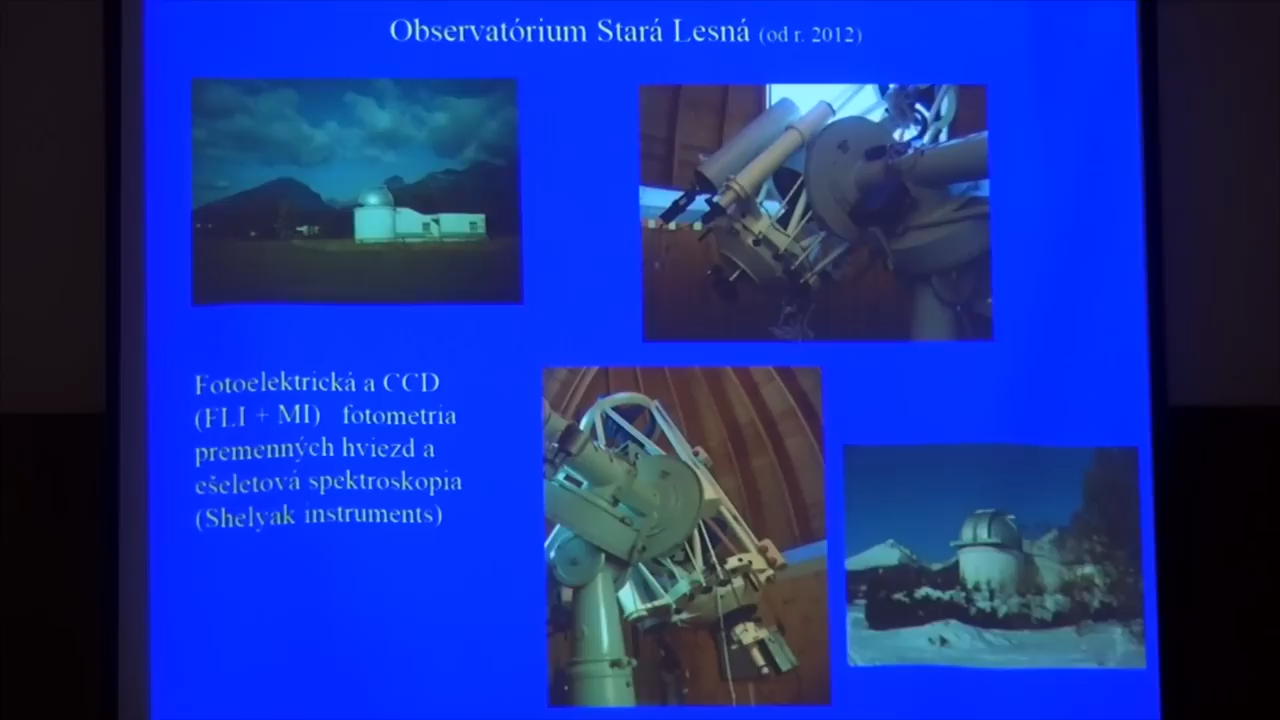 Observatórium Stará Lesná (od r. 2012)
Fotoelektrická a CCD
(FLI + MI) fotometria
premenných hviezd a
ešeletová spektroskopia
(Shelyak instruments)